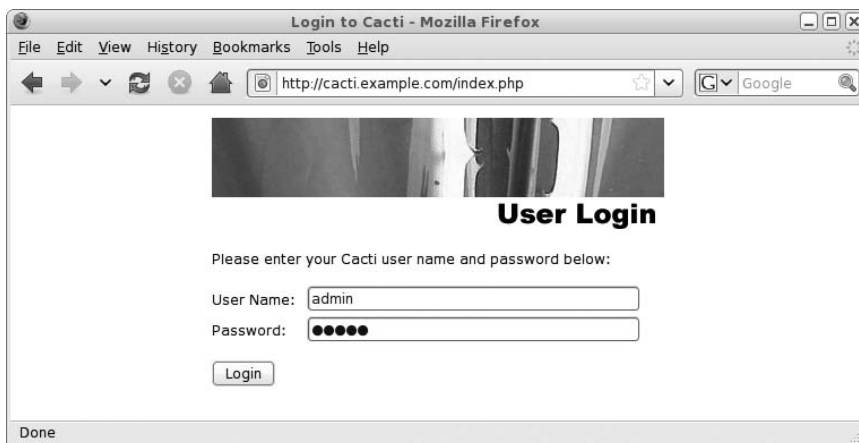 Login to Cacti - Mozilla Firefox
File Edit View History Bookmarks Tools Help
http://cacti.example.com/index.php G Google
User Login
Please enter your Cacti user name and password below:
User Name: admin
Password: ●●●●●
Login
Done